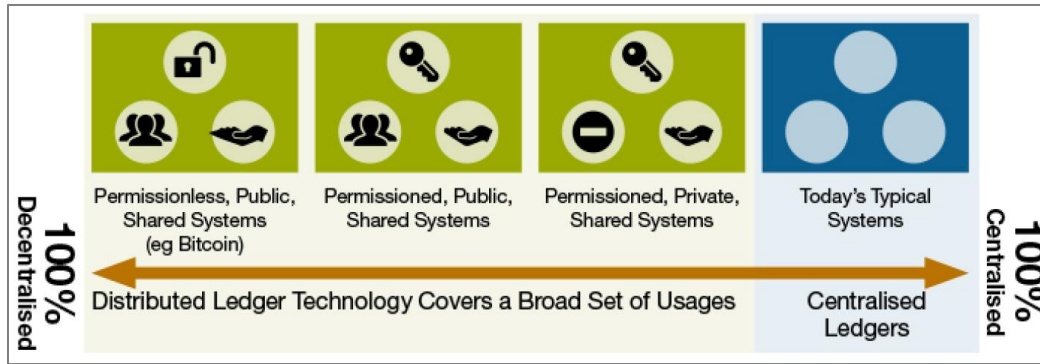 Permissionless, Public,
Shared Systems
(eg Bitcoin)
Permissioned, Public,
Shared Systems
Permissioned, Private,
Shared Systems
Today's Typical
Systems
100%
Decentralised
100%
Centralised
Distributed Ledger Technology Covers a Broad Set of Usages
Centralised
Ledgers